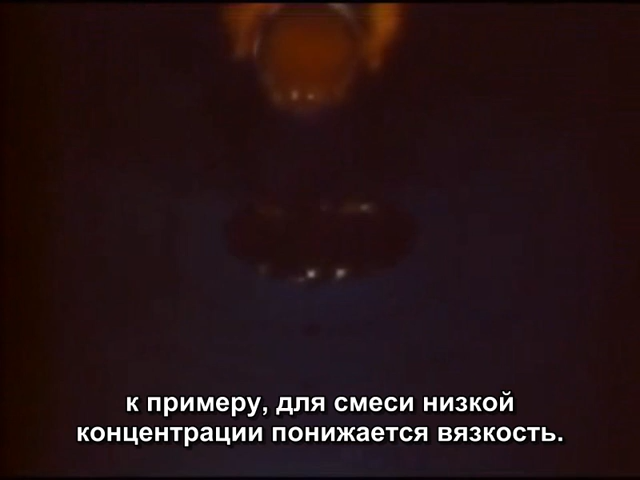 к примеру, для смеси низкой
концентрации понижается вязкость.